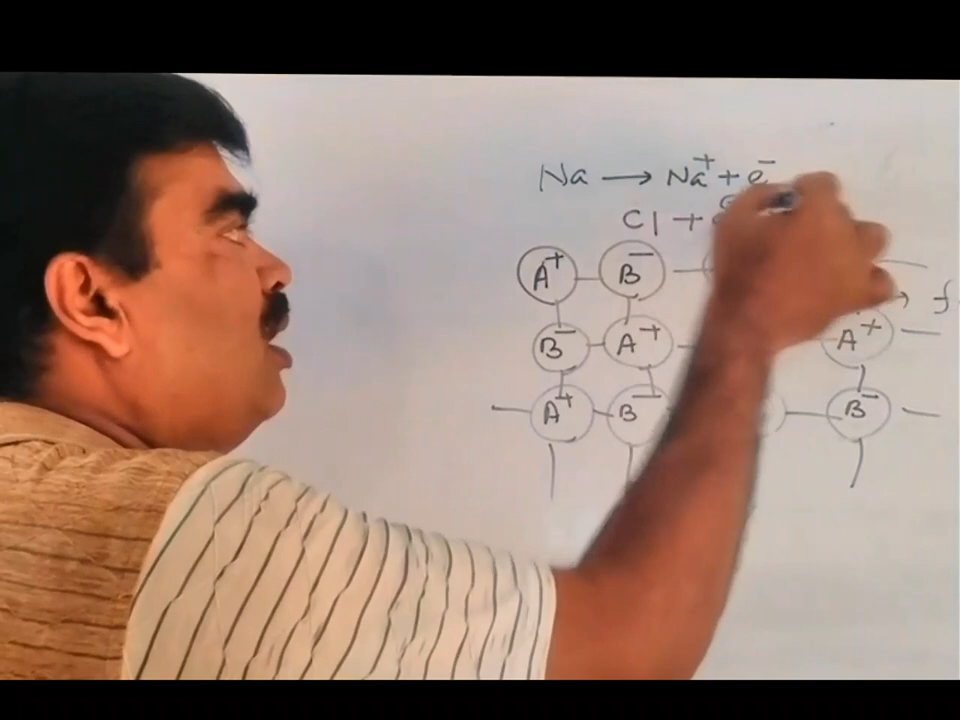 Na → Na⁺ + e⁻
Cl +
A⁺ B⁻
B⁻ A⁺ A⁺
A⁺ B⁻ B⁻